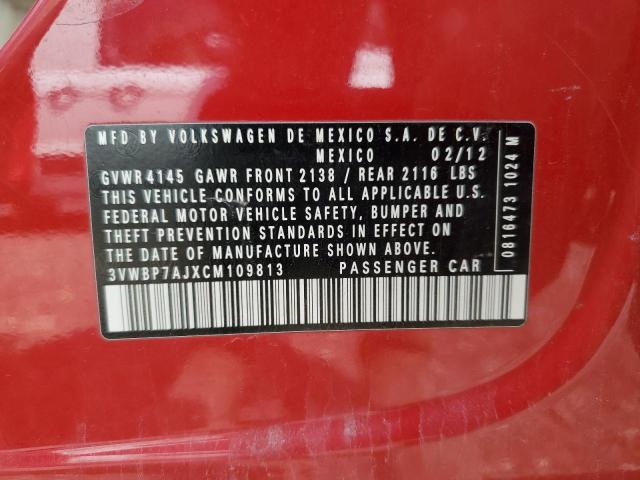 MFD BY VOLKSWAGEN DE MEXICO S.A. DE C.V.
MEXICO 02/12
GVWR4145 GAWR FRONT 2138 / REAR 2116 LBS
THIS VEHICLE CONFORMS TO ALL APPLICABLE U.S.
FEDERAL MOTOR VEHICLE SAFETY, BUMPER AND
THEFT PREVENTION STANDARDS IN EFFECT ON
THE DATE OF MANUFACTURE SHOWN ABOVE.
3VWBP7AJXCM109813 PASSENGER CAR
0816473 1024 M